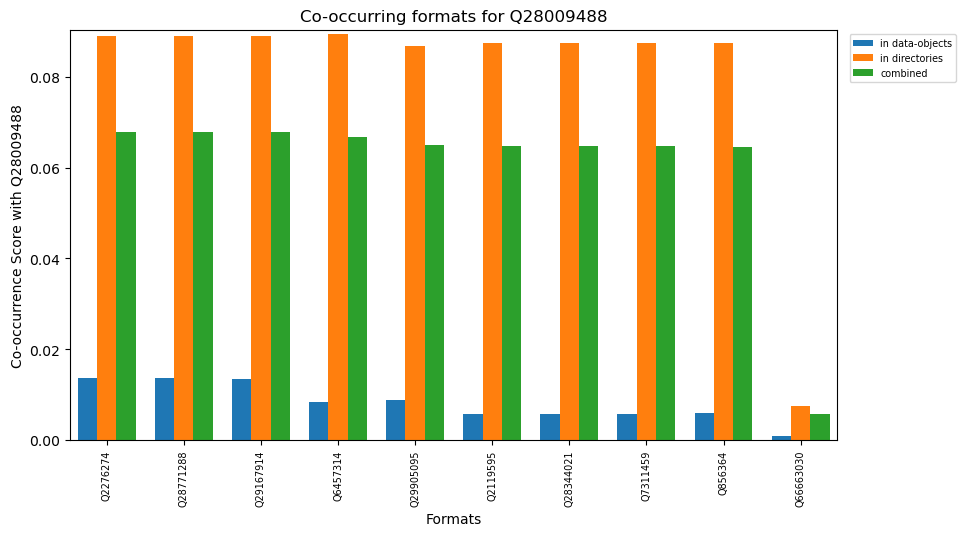 Co-occurring formats for Q28009488
in data-objects
in directories
combined
Co-occurrence Score with Q28009488
0.08
0.06
0.04
0.02
0.00
Q2276274
Q28771288
Q29167914
Q6457314
Q29905095
Q2119595
Q28344021
Q7311459
Q856364
Q66663030
Formats